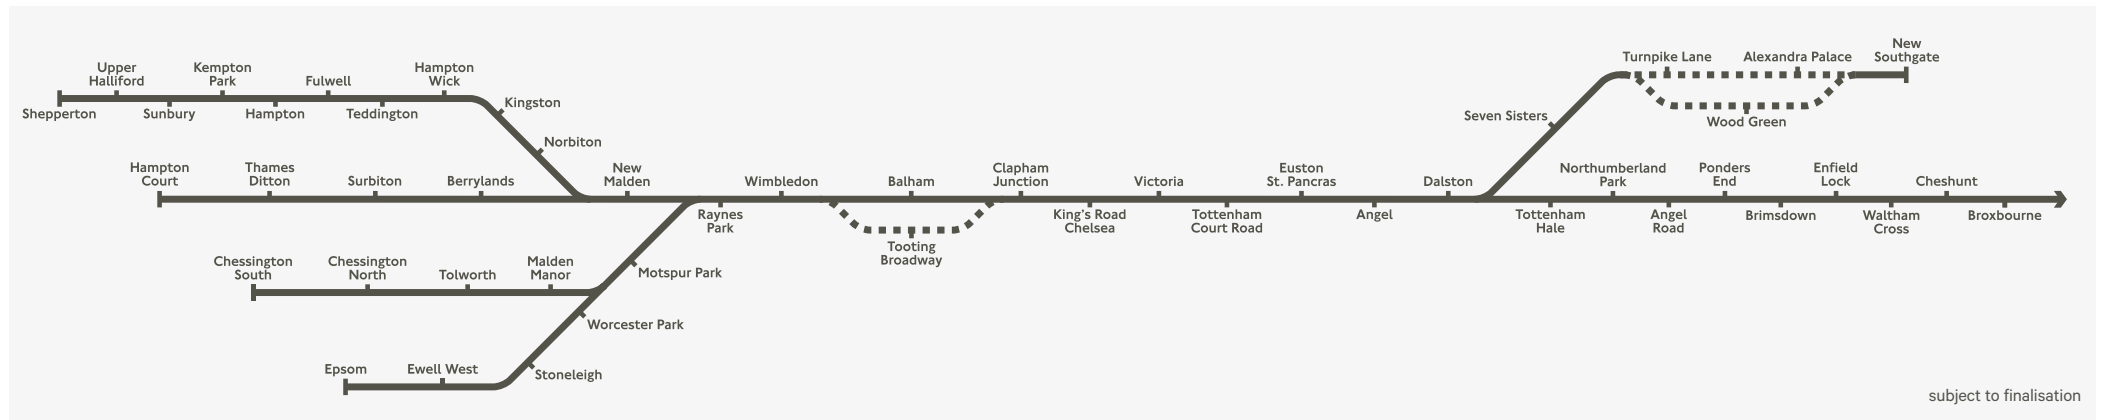 Upper
Halliford
Kempton
Park
Fulwell
Hampton
Wick
Shepperton
Sunbury
Hampton
Teddington
Kingston
Norbiton
Hampton
Court
Thames
Ditton
Surbiton
Berrylands
New
Malden
Raynes
Park
Wimbledon
Balham
Tooting
Broadway
Clapham
Junction
King's Road
Chelsea
Victoria
Tottenham
Court Road
Euston
St. Pancras
Angel
Dalston
Seven Sisters
Turnpike Lane
Alexandra Palace
New
Southgate
Wood Green
Tottenham
Hale
Northumberland
Park
Angel
Road
Ponders
End
Brimsdown
Enfield
Lock
Waltham
Cross
Cheshunt
Broxbourne
Chessington
South
Chessington
North
Tolworth
Malden
Manor
Motspur Park
Worcester Park
Stoneleigh
Epsom
Ewell West
subject to finalisation